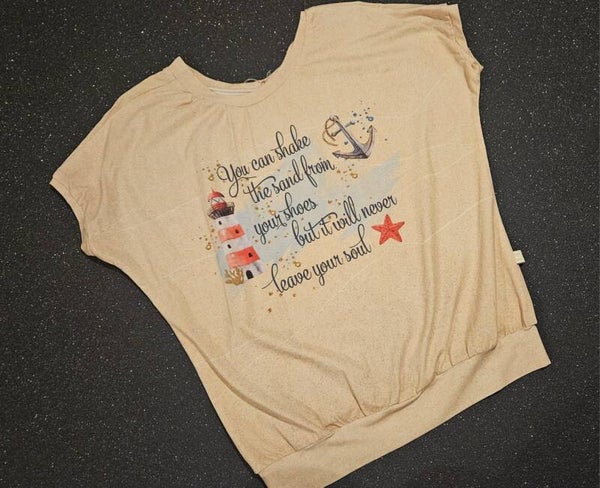 You can shake
the sand from
your shoes
but it will never
leave your soul